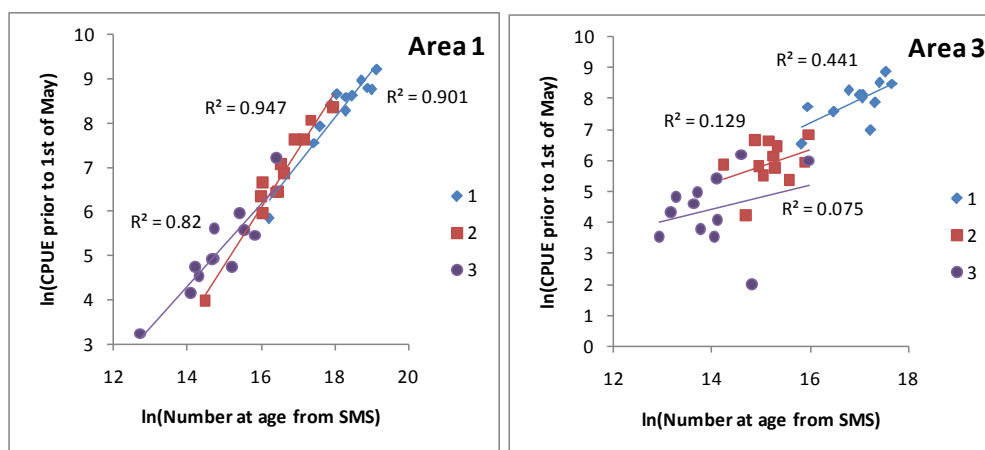 Area 1
ln(CPUE prior to 1st of May)
10
9
8
7
6
5
4
3
R² = 0.947
R² = 0.901
R² = 0.82
1
2
3
12 14 16 18 20
ln(Number at age from SMS)
Area 3
ln(CPUE prior to 1st of May)
10
9
8
7
6
5
4
3
2
1
0
R² = 0.441
R² = 0.129
R² = 0.075
1
2
3
12 14 16 18
ln(Number at age from SMS)